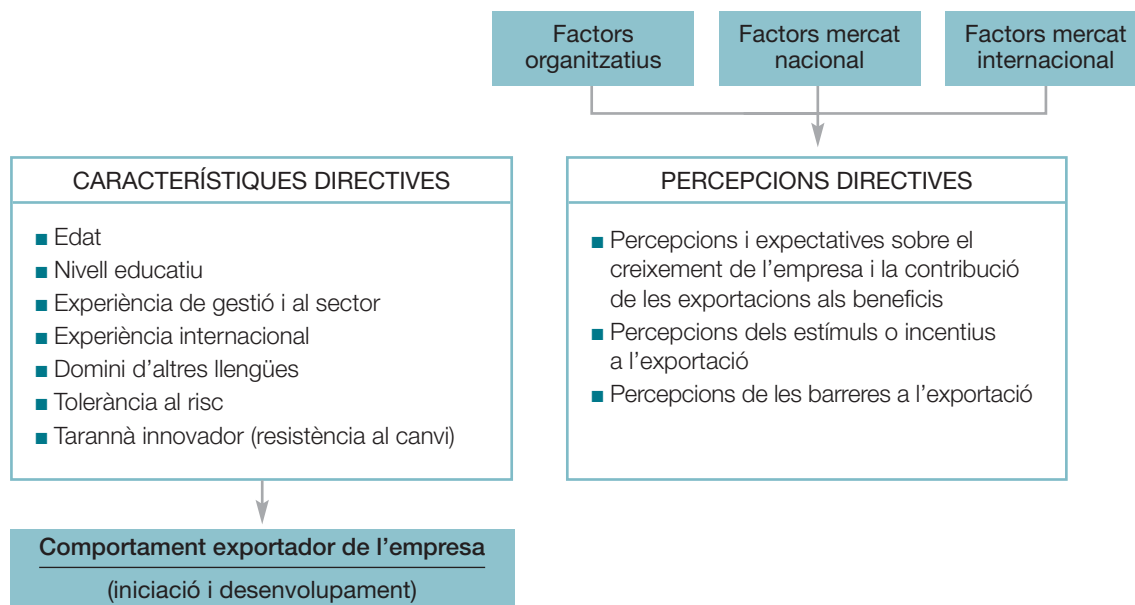 Factors
organitzatius
Factors mercat
nacional
Factors mercat
internacional
CARACTERÍSTIQUES DIRECTIVES
■ Edat
■ Nivell educatiu
■ Experiència de gestió i al sector
■ Experiència internacional
■ Domini d’altres llengües
■ Tolerància al risc
■ Tarannà innovador (resistència al canvi)
PERCEPCIONS DIRECTIVES
■ Percepcions i expectatives sobre el
creixement de l’empresa i la contribució
de les exportacions als beneficis
■ Percepcions dels estímuls o incentius
a l’exportació
■ Percepcions de les barreres a l’exportació
Comportament exportador de l’empresa
(iniciació i desenvolupament)